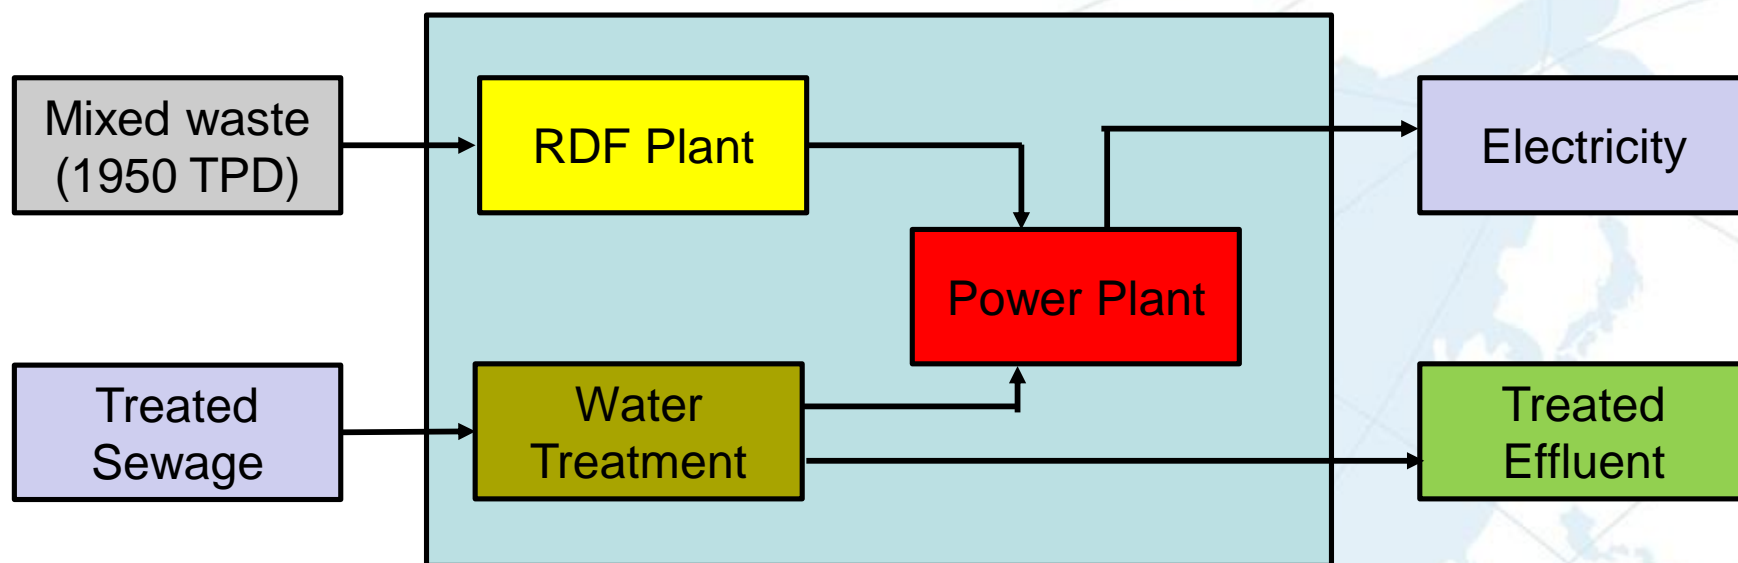 Mixed waste
(1950 TPD)
RDF Plant
Electricity
Power Plant
Treated
Sewage
Water
Treatment
Treated
Effluent